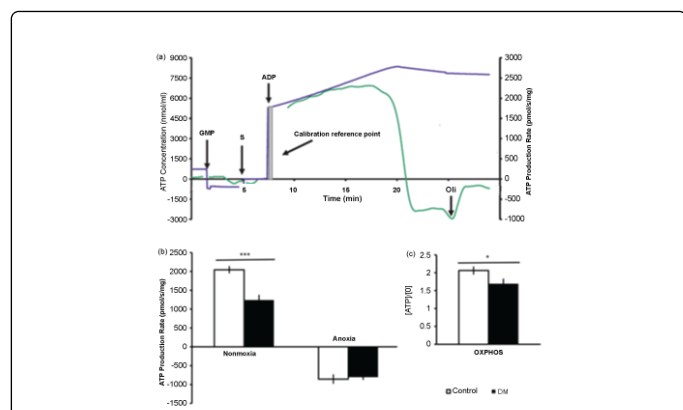 (a)
9000
7500
6000
4500
3000
1500
0
-1500
-3000
ATP Concentration (nmol/ml)
3000
2500
2000
1500
1000
500
0
-500
-1000
ATP Production Rate (pmol/s/mg)
GMP
S
ADP
Calibration reference point
Oli
5
10
15
20
25
Time (min)
(b)
2500
2000
1500
1000
500
0
-500
-1000
-1500
ATP Production Rate (pmol/s/mg)
***
Nonmoxia
Anoxia
(c)
2.5
2
1.5
1
0.5
0
[ATP]/[0]
*
OXPHOS
Control
DM